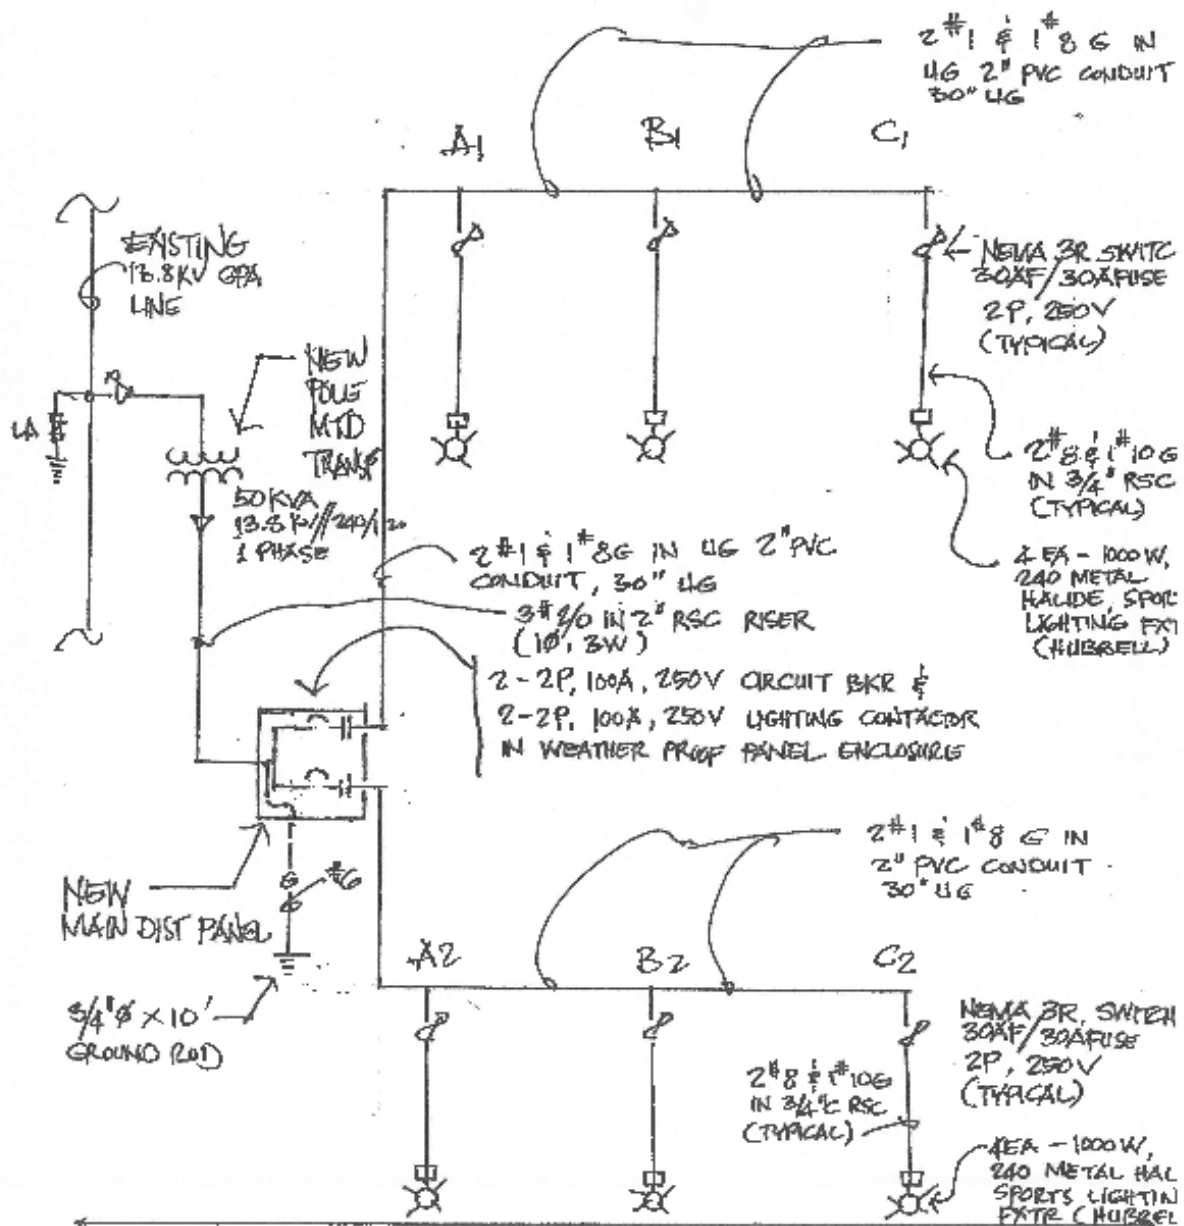 2 #1 & 1 #8 G IN
UG 2" PVC CONDUIT
30" UG
A1
B1
C1
EXISTING
13.8KV GPA
LINE
NEMA 3R SWITC
30AF/30AFUSE
2P, 250V
(TYPICAL)
NEW
POLE
MTD
TRANSF
LA
50KVA
13.8KV//240/120
1 PHASE
2 #8 & 1 #10G
IN 3/4" RSC
(TYPICAL)
2 #1 & 1 #8G IN UG 2" PVC
CONDUIT, 30" UG
4 EA - 1000W,
240 METAL
HALIDE, SPOR
LIGHTING FXT
(HUBBELL)
3 #2/0 IN 2" RSC RISER
(1Ø, 3W)
2-2P, 100A, 250V CIRCUIT BKR &
2-2P, 100A, 250V LIGHTING CONTACTOR
IN WEATHER PROOF PANEL ENCLOSURE
2 #1 & 1 #8 G IN
2" PVC CONDUIT
30" UG
G
#6
NEW
MAIN DIST PANEL
A2
B2
C2
3/4"Ø x 10'
GROUND ROD
NEMA 3R, SWITCH
30AF/30AFUSE
2P, 250V
(TYPICAL)
2 #8 & 1 #10G
IN 3/4"C RSC
(TYPICAL)
4EA - 1000W,
240 METAL HAL
SPORTS LIGHTIN
FXTR (HUBBEL